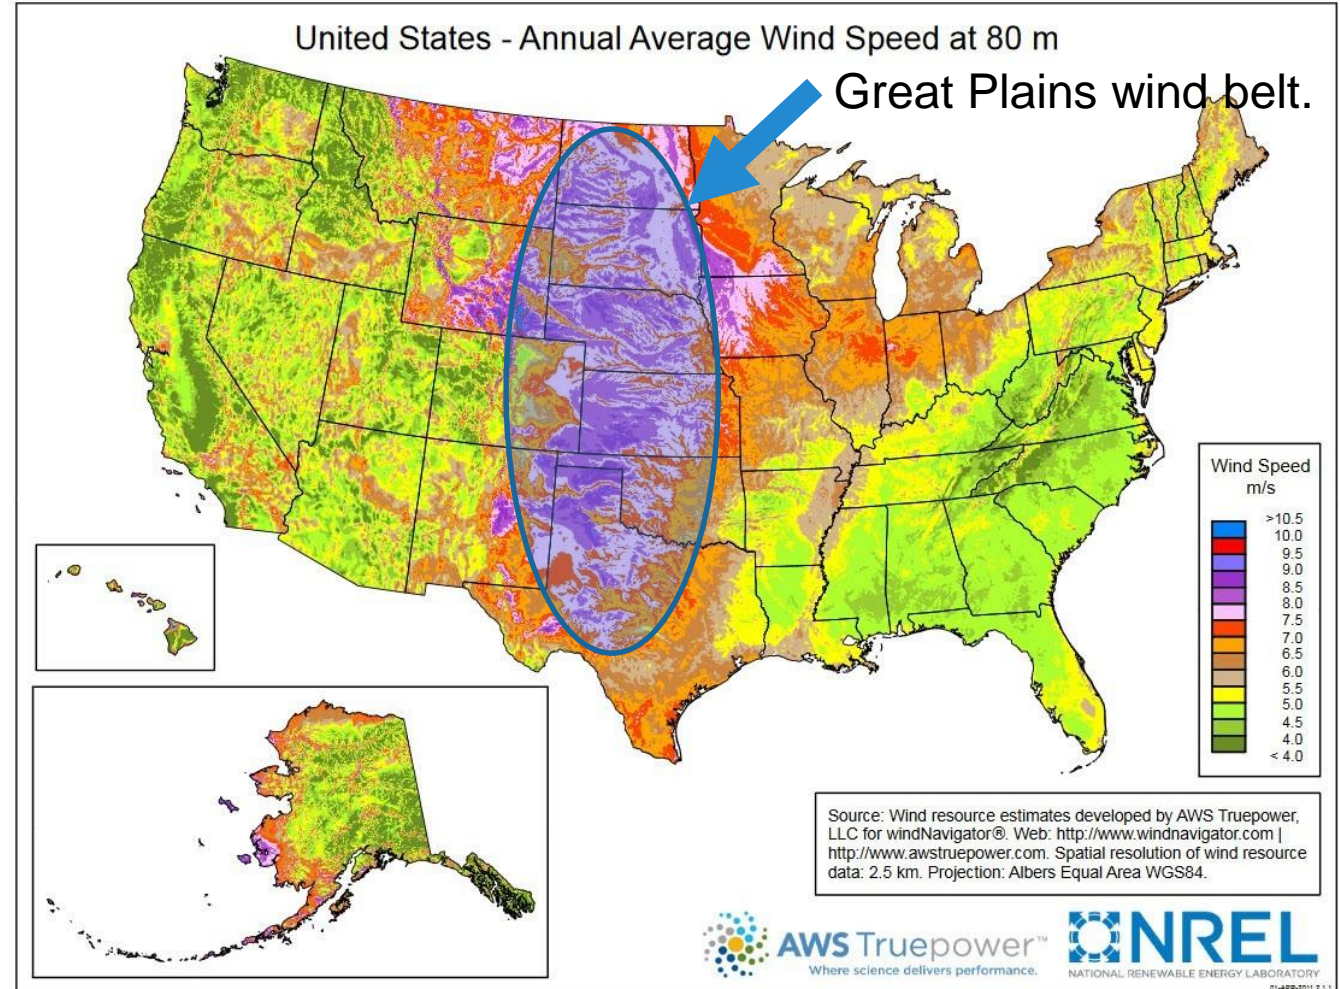 United States - Annual Average Wind Speed at 80 m
Great Plains wind belt.
Wind Speed
m/s
>10.5
10.0
9.5
9.0
8.5
8.0
7.5
7.0
6.5
6.0
5.5
5.0
4.5
4.0
< 4.0
Source: Wind resource estimates developed by AWS Truepower,
LLC for windNavigator®. Web: http://www.windnavigator.com |
http://www.awstruepower.com. Spatial resolution of wind resource
data: 2.5 km. Projection: Albers Equal Area WGS84.
AWS Truepower™
Where science delivers performance.
NREL
NATIONAL RENEWABLE ENERGY LABORATORY